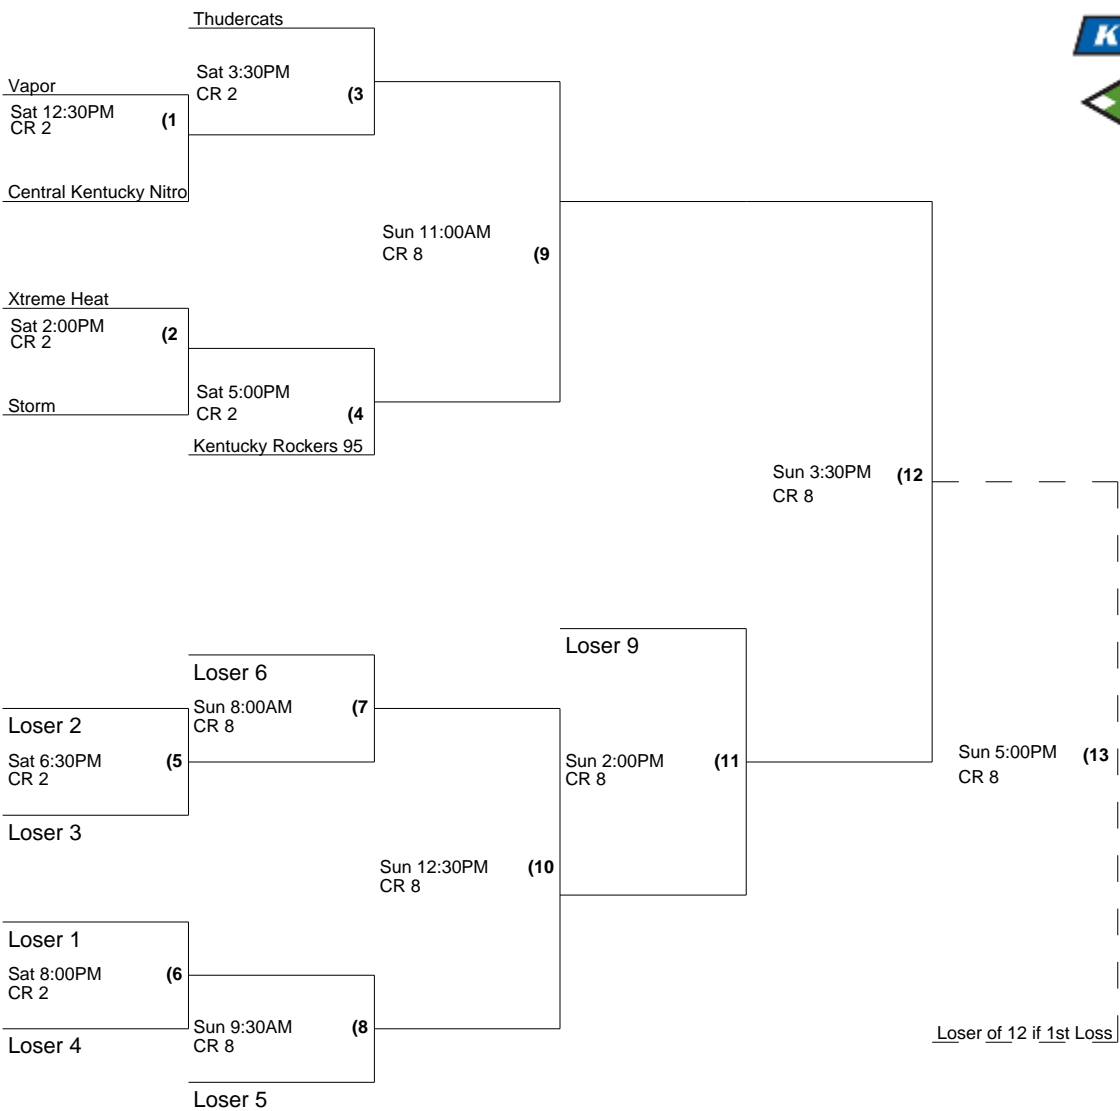 Thudercats
K
Sat 3:30PM
CR 2
(3
Vapor
Sat 12:30PM
CR 2
(1
Central Kentucky Nitro
Sun 11:00AM
CR 8
(9
Xtreme Heat
Sat 2:00PM
CR 2
(2
Storm
Sat 5:00PM
CR 2
(4
Kentucky Rockers 95
Sun 3:30PM
CR 8
(12
Loser 9
Loser 6
Sun 8:00AM
CR 8
(7
Loser 2
Sat 6:30PM
CR 2
(5
Loser 3
Sun 2:00PM
CR 8
(11
Sun 5:00PM
CR 8
(13
Sun 12:30PM
CR 8
(10
Loser 1
Sat 8:00PM
CR 2
(6
Loser 4
Sun 9:30AM
CR 8
(8
Loser 5
Loser of 12 if 1st Loss